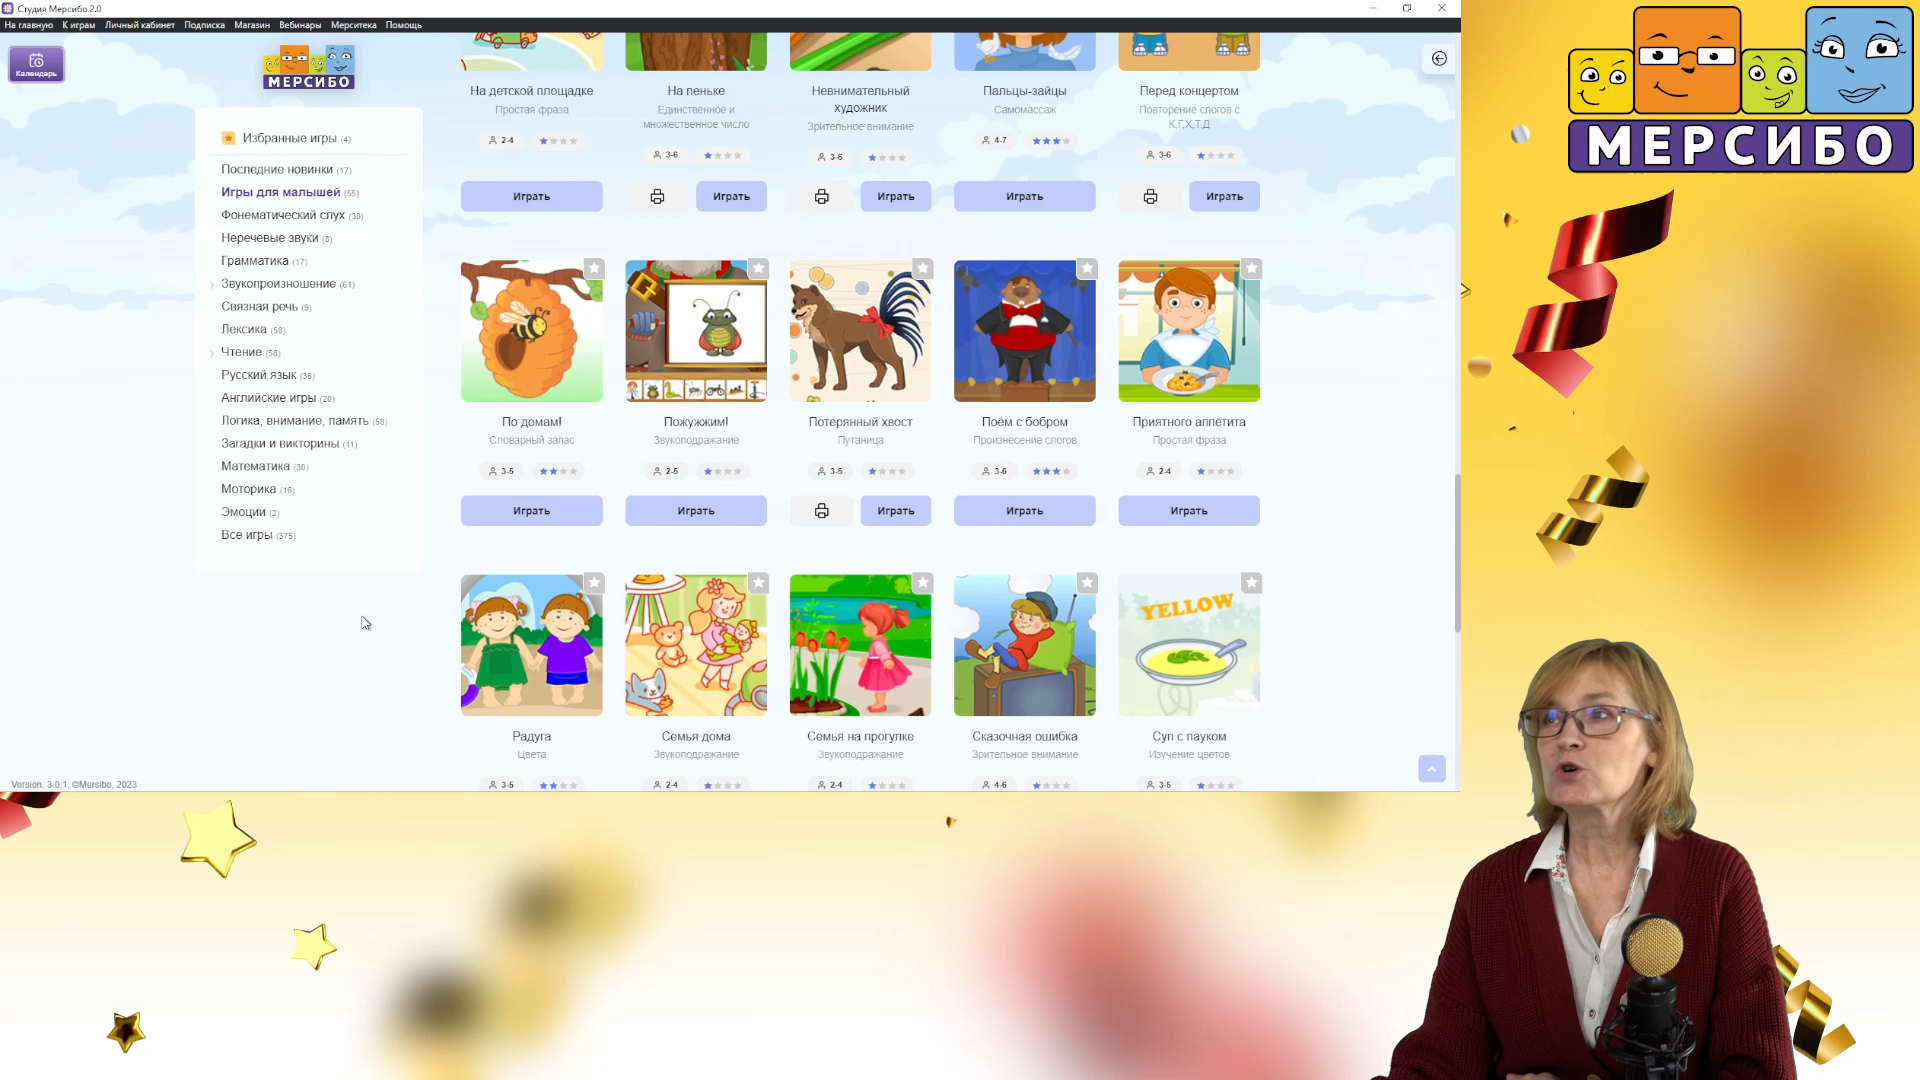 Студия Мерсибо 2.0
На главную К играм Личный кабинет Подписка Магазин Вебинары Мерситека Помощь
Календарь
МЕРСИБО
Избранные игры (4)
Последние новинки (17)
Игры для малышей (55)
Фонематический слух (30)
Неречевые звуки (8)
Грамматика (17)
Звукопроизношение (61)
Связная речь (9)
Лексика (58)
Чтение (58)
Русский язык (36)
Английские игры (20)
Логика, внимание, память (58)
Загадки и викторины (11)
Математика (30)
Моторика (16)
Эмоции (2)
Все игры (375)
На детской площадке
Простая фраза
2-4
Играть
На пеньке
Единственное и
множественное число
3-6
Играть
Невнимательный
художник
Зрительное внимание
3-6
Играть
Пальцы-зайцы
Самомассаж
4-7
Играть
Перед концертом
Повторение слогов с
К,Г,Х,Т,Д
3-6
Играть
По домам!
Словарный запас
3-5
Играть
Пожужжим!
Звукоподражание
2-5
Играть
Потерянный хвост
Путаница
3-5
Играть
Поём с бобром
Произнесение слогов
3-6
Играть
Приятного аппетита
Простая фраза
2-4
Играть
Радуга
Цвета
3-5
Семья дома
Звукоподражание
2-4
Семья на прогулке
Звукоподражание
2-4
Сказочная ошибка
Зрительное внимание
4-6
YELLOW
Суп с пауком
Изучение цветов
3-5
Version: 3.0.1, ©Mersibo, 2023
МЕРСИБО